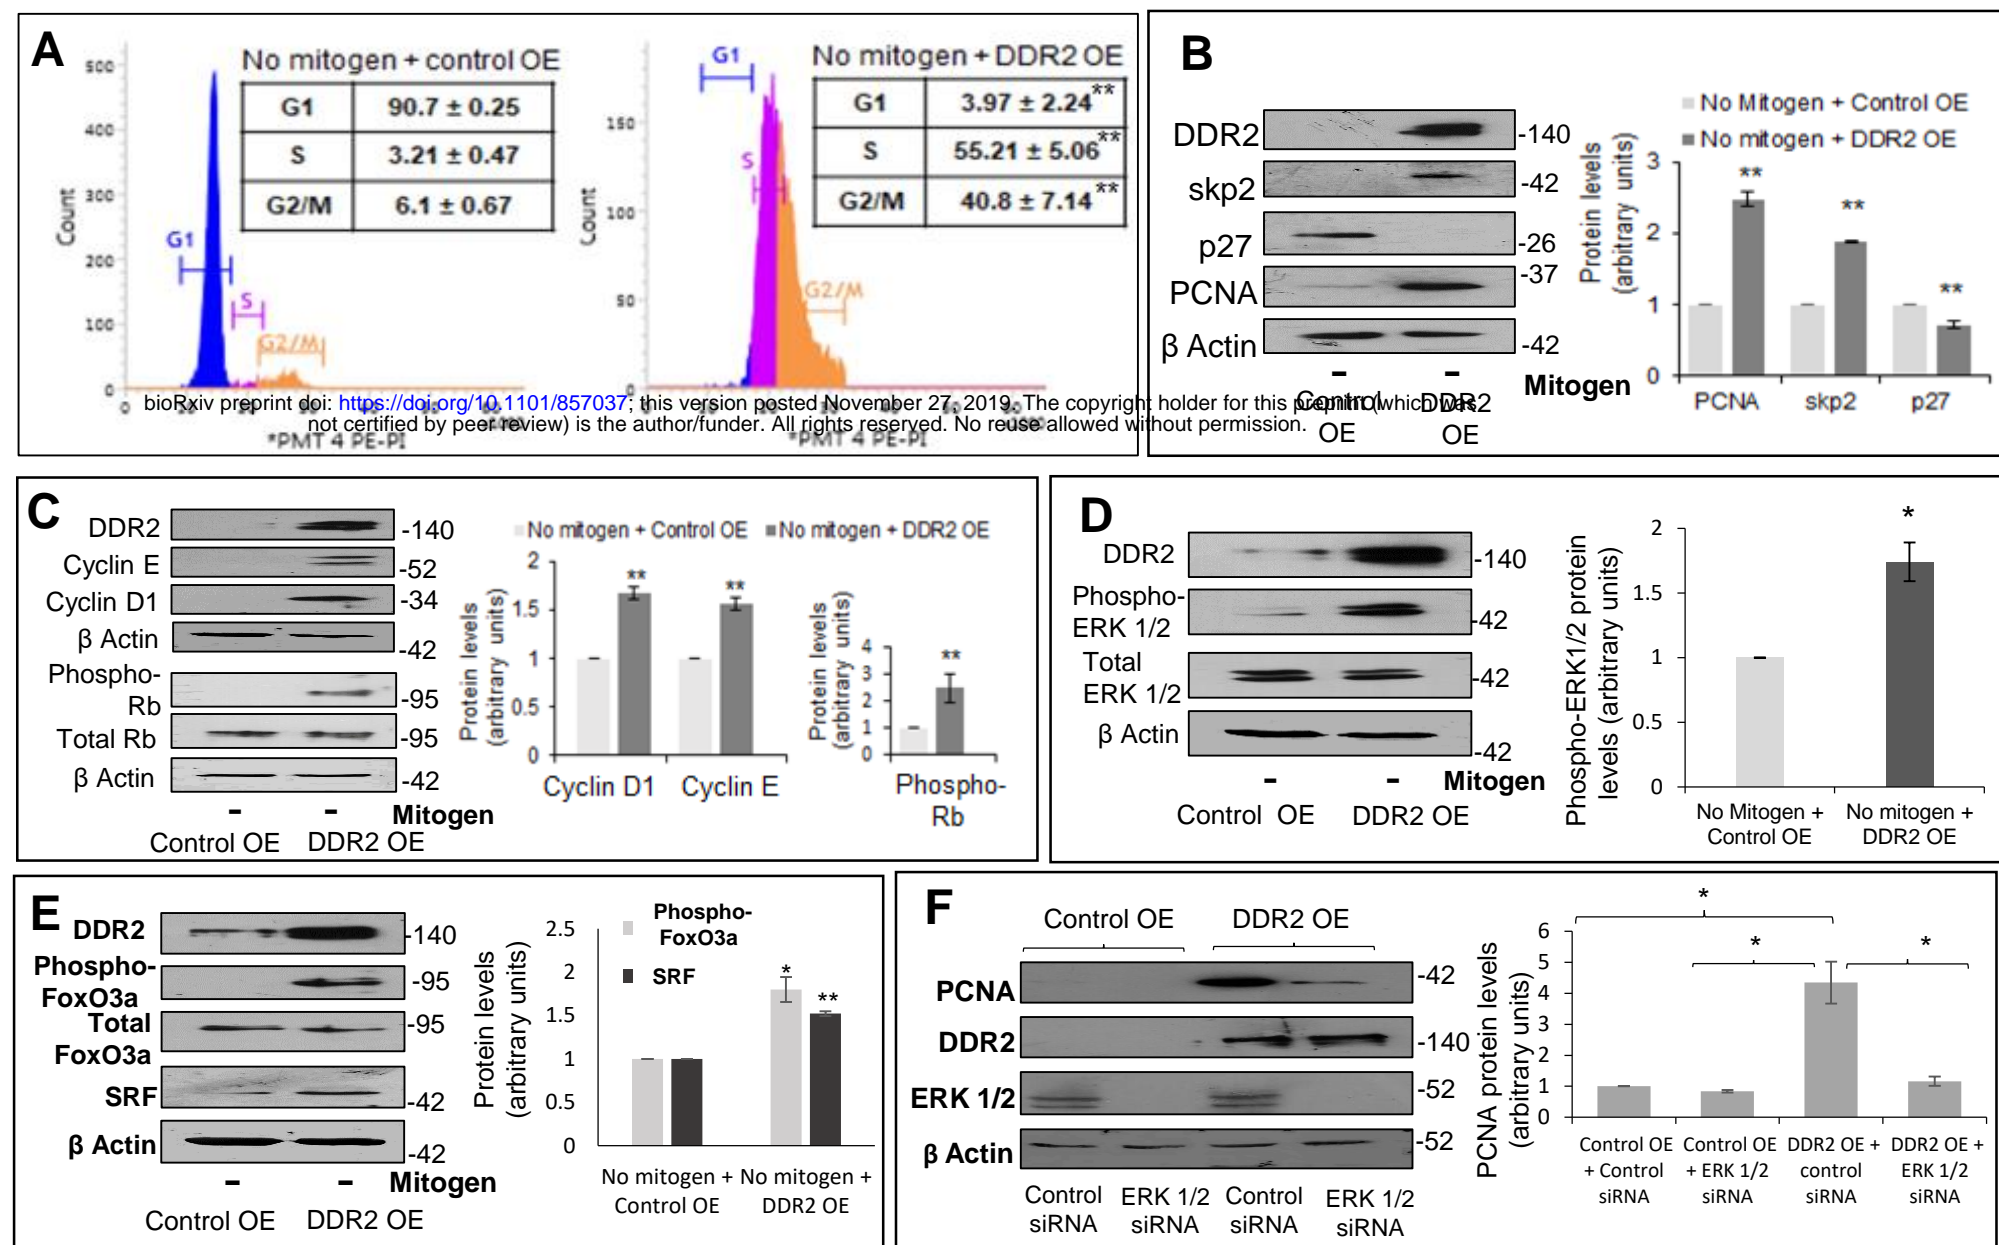 A
No mitogen + control OE
G1 90.7 ± 0.25
S 3.21 ± 0.47
G2/M 6.1 ± 0.67
Count
500
400
300
200
100
0
G1
S
G2/M
0
*PMT 4 PE-PI
No mitogen + DDR2 OE
G1 3.97 ± 2.24**
S 55.21 ± 5.06**
G2/M 40.8 ± 7.14**
Count
150
100
50
0
G1
S
G2/M
*PMT 4 PE-PI
bioRxiv preprint doi: https://doi.org/10.1101/857037; this version posted November 27, 2019. The copyright holder for this preprint (which was
not certified by peer review) is the author/funder. All rights reserved. No reuse allowed without permission.
B
DDR2 -140
skp2 -42
p27 -26
PCNA -37
β Actin -42
- - Mitogen
Control DDR2
OE OE
No Mitogen + Control OE
No mitogen + DDR2 OE
Protein levels
(arbitrary units)
3
2
1
0
** ** **
PCNA skp2 p27
C
DDR2 -140
Cyclin E -52
Cyclin D1 -34
β Actin -42
Phospho-
Rb -95
Total Rb -95
β Actin -42
- - Mitogen
Control OE DDR2 OE
No mitogen + Control OE No mitogen + DDR2 OE
Protein levels
(arbitrary units)
2
1.5
1
0.5
0
** **
Cyclin D1 Cyclin E
Protein levels
(arbitrary units)
4
3
2
1
0
**
Phospho-
Rb
D
DDR2 -140
Phospho-
ERK 1/2 -42
Total
ERK 1/2 -42
β Actin -42
- - Mitogen
Control OE DDR2 OE
Phospho-ERK1/2 protein
levels (arbitrary units)
2
1.5
1
0.5
0
*
No Mitogen + No mitogen +
Control OE DDR2 OE
E
DDR2 -140
Phospho-
FoxO3a -95
Total
FoxO3a -95
SRF -42
β Actin -42
- - Mitogen
Control OE DDR2 OE
Phospho-
FoxO3a
SRF
Protein levels
(arbitrary units)
2.5
2
1.5
1
0.5
0
* **
No mitogen + No mitogen +
Control OE DDR2 OE
F
Control OE DDR2 OE
PCNA -42
DDR2 -140
ERK 1/2 -52
β Actin -52
Control ERK 1/2 Control ERK 1/2
siRNA siRNA siRNA siRNA
PCNA protein levels
(arbitrary units)
6
5
4
3
2
1
0
*
* *
Control OE Control OE DDR2 OE + DDR2 OE +
+ Control + ERK 1/2 control ERK 1/2
siRNA siRNA siRNA siRNA